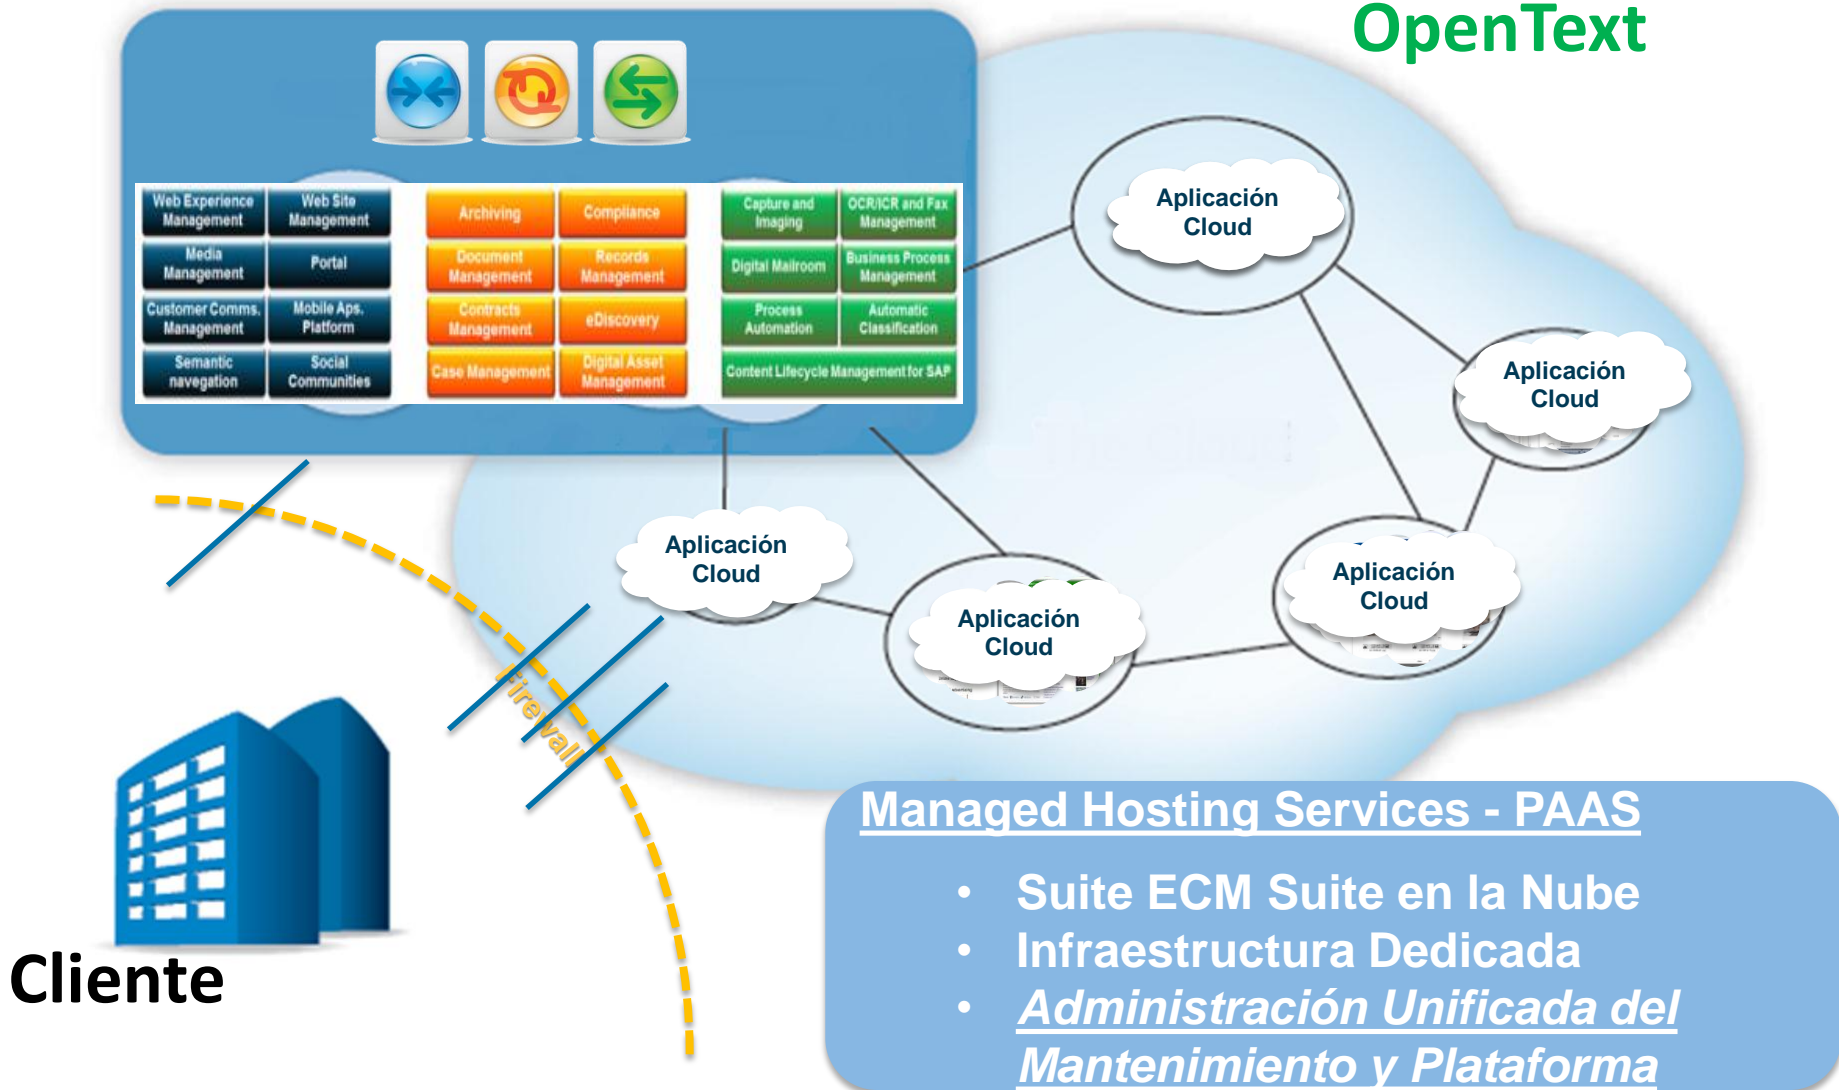 OpenText
Web Experience
Management
Web Site
Management
Media
Management
Portal
Customer Comms.
Management
Mobile Aps.
Platform
Semantic
navegation
Social
Communities
Archiving
Compliance
Document
Management
Records
Management
Contracts
Management
eDiscovery
Case Management
Digital Asset
Management
Capture and
Imaging
OCR/ICR and Fax
Management
Digital Mailroom
Business Process
Management
Process
Automation
Automatic
Classification
Content Lifecycle Management for SAP
Aplicación
Cloud
Aplicación
Cloud
The Cloud
Aplicación
Cloud
Aplicación
Cloud
Aplicación
Cloud
Firewall
Cliente
Managed Hosting Services - PAAS
• Suite ECM Suite en la Nube
• Infraestructura Dedicada
• Administración Unificada del
Mantenimiento y Plataforma